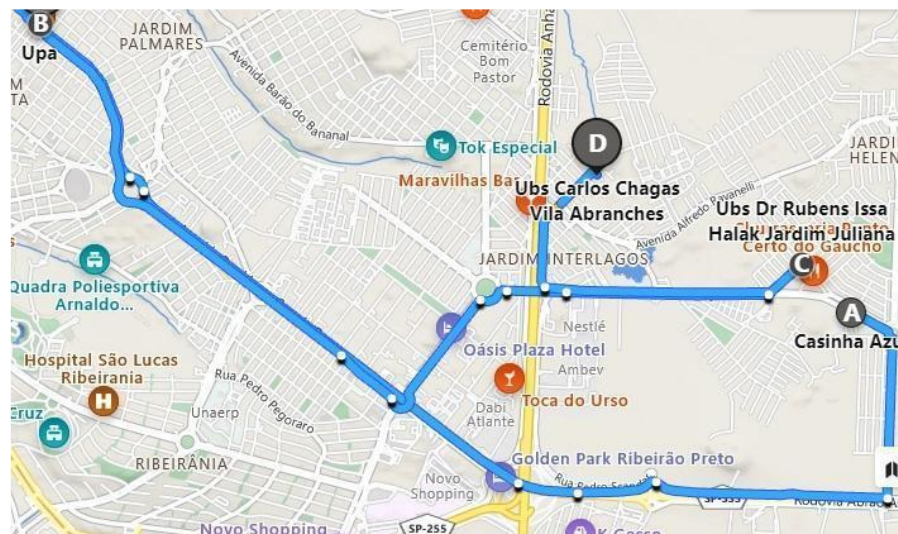 B
Upa
JARDIM
PALMARES
Cemitério
Bom
Pastor
Avenida Barão do
Bananal
Rodovia Anha
Tok Especial
Maravilhas Bar
D
Ubs Carlos Chagas
Vila Abranches
JARDI
HELEN
Avenida Alfredo Pavanelli
Ubs Dr Rubens Issa
Halak Jardim Juliana
Certo do Gaucho
C
JARDIM INTERLAGOS
Quadra Poliesportiva
Arnaldo...
A
Casinha Azu
Nestlé
Ambev
Oásis Plaza Hotel
Hospital São Lucas
Ribeirania
H
Rua Pedro Pegoraro
Toca do Urso
Cruz
Unaerp
Dabi
Atlante
RIBEIRÂNIA
Golden Park Ribeirão Preto
Novo
Shopping
Novo Shopping
SP-255
SP-333